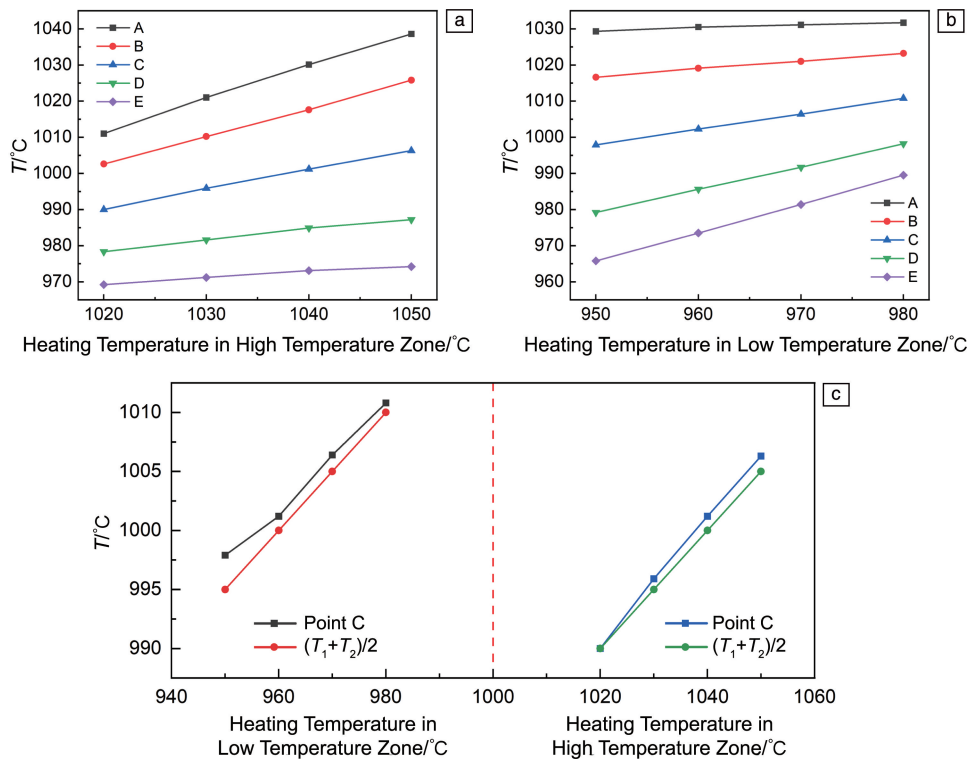 a
1040
1030
1020
1010
1000
990
980
970
T/°C
A
B
C
D
E
1020 1030 1040 1050
Heating Temperature in High Temperature Zone/°C
b
1030
1020
1010
1000
990
980
970
960
T/°C
A
B
C
D
E
950 960 970 980
Heating Temperature in Low Temperature Zone/°C
c
1010
1005
1000
995
990
T/°C
Point C
(T₁+T₂)/2
Point C
(T₁+T₂)/2
940 960 980 1000 1020 1040 1060
Heating Temperature in
Low Temperature Zone/°C
Heating Temperature in
High Temperature Zone/°C